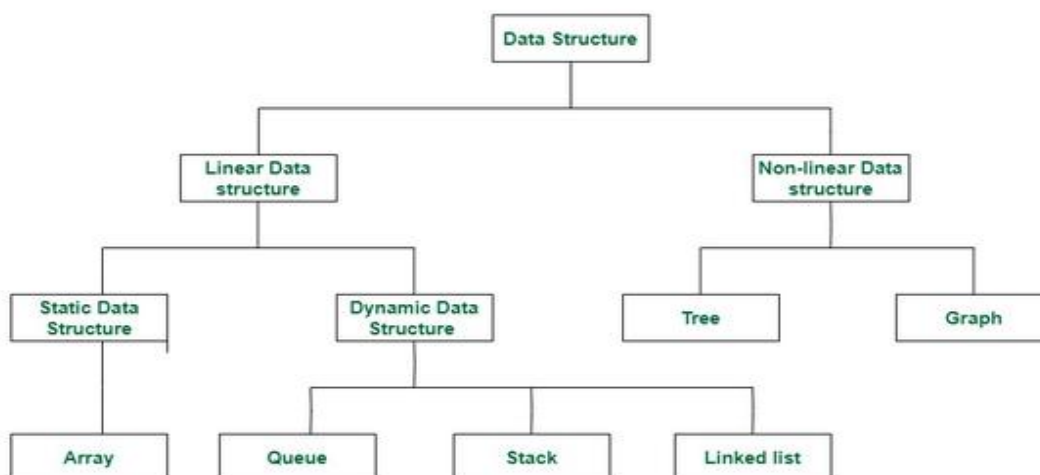 Data Structure
Linear Data
structure
Non-linear Data
structure
Static Data
Structure
Dynamic Data
Structure
Tree
Graph
Array
Queue
Stack
Linked list